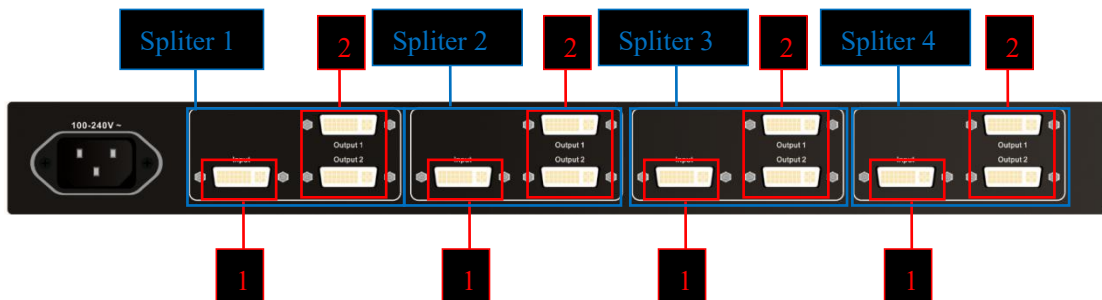 Spliter 1
2
Spliter 2
2
Spliter 3
2
Spliter 4
2
100-240V ~
Input
Output 1
Output 2
Input
Output 1
Output 2
Input
Output 1
Output 2
Input
Output 1
Output 2
1
1
1
1